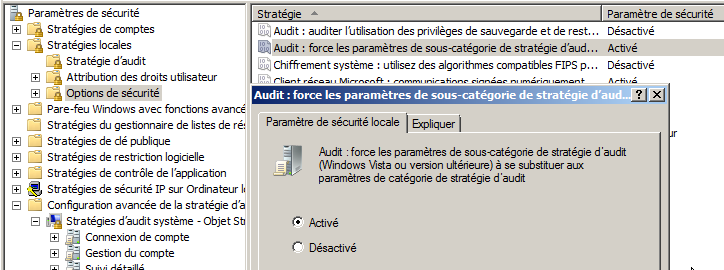 Paramètres de sécurité
Stratégies de comptes
Stratégies locales
Stratégie d'audit
Attribution des droits utilisateur
Options de sécurité
Pare-feu Windows avec fonctions avancé
Stratégies du gestionnaire de listes de ré
Stratégies de clé publique
Stratégies de restriction logicielle
Stratégies de contrôle de l'application
Stratégies de sécurité IP sur Ordinateur lo
Configuration avancée de la stratégie d'a
Stratégies d'audit système - Objet Str
Connexion de compte
Gestion du compte
Suivi détaillé
Stratégie
Paramètre de sécurité
Audit : auditer l'utilisation des privilèges de sauvegarde et de rest... Désactivé
Audit : force les paramètres de sous-catégorie de stratégie d'aud... Activé
Chiffrement système : utilisez des algorithmes compatibles FIPS p... Désactivé
Client réseau Microsoft : communications signées numériquement Activé
Audit : force les paramètres de sous-catégorie de stratégie d'aud...
Paramètre de sécurité locale
Expliquer
Audit : force les paramètres de sous-catégorie de stratégie d'audit
(Windows Vista ou version ultérieure) à se substituer aux
paramètres de catégorie de stratégie d'audit
Activé
Désactivé
ur